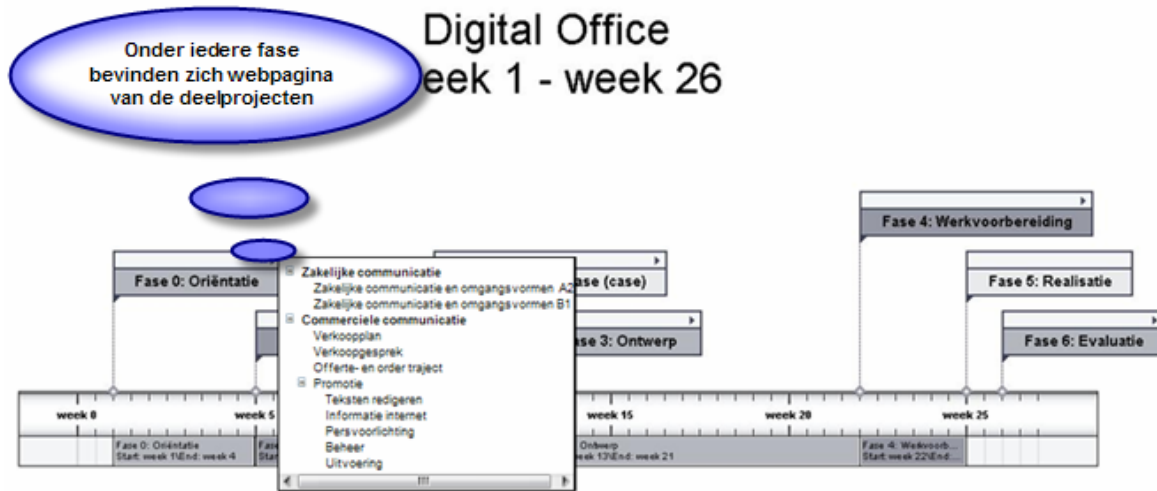 Digital Office
eek 1 - week 26
Onder iedere fase
bevinden zich webpagina
van de deelprojecten
Fase 4: Werkvoorbereiding
Fase 0: Oriëntatie
ase (case)
Fase 5: Realisatie
ase 3: Ontwerp
Fase 6: Evaluatie
Zakelijke communicatie
Zakelijke communicatie en omgangsvormen A2
Zakelijke communicatie en omgangsvormen B1
Commerciele communicatie
Verkoopplan
Verkoopgesprek
Offerte- en order traject
Promotie
Teksten redigeren
Informatie internet
Persvoorlichting
Beheer
Uitvoering
week 0
week 5
week 15
week 20
week 25
Fase 0: Oriëntatie
Start: week 1\End: week 4
Fase
Star
Ontwerp
eek 13\End: week 21
Fase 4: Werkvoorb...
Start: week 22\End:...